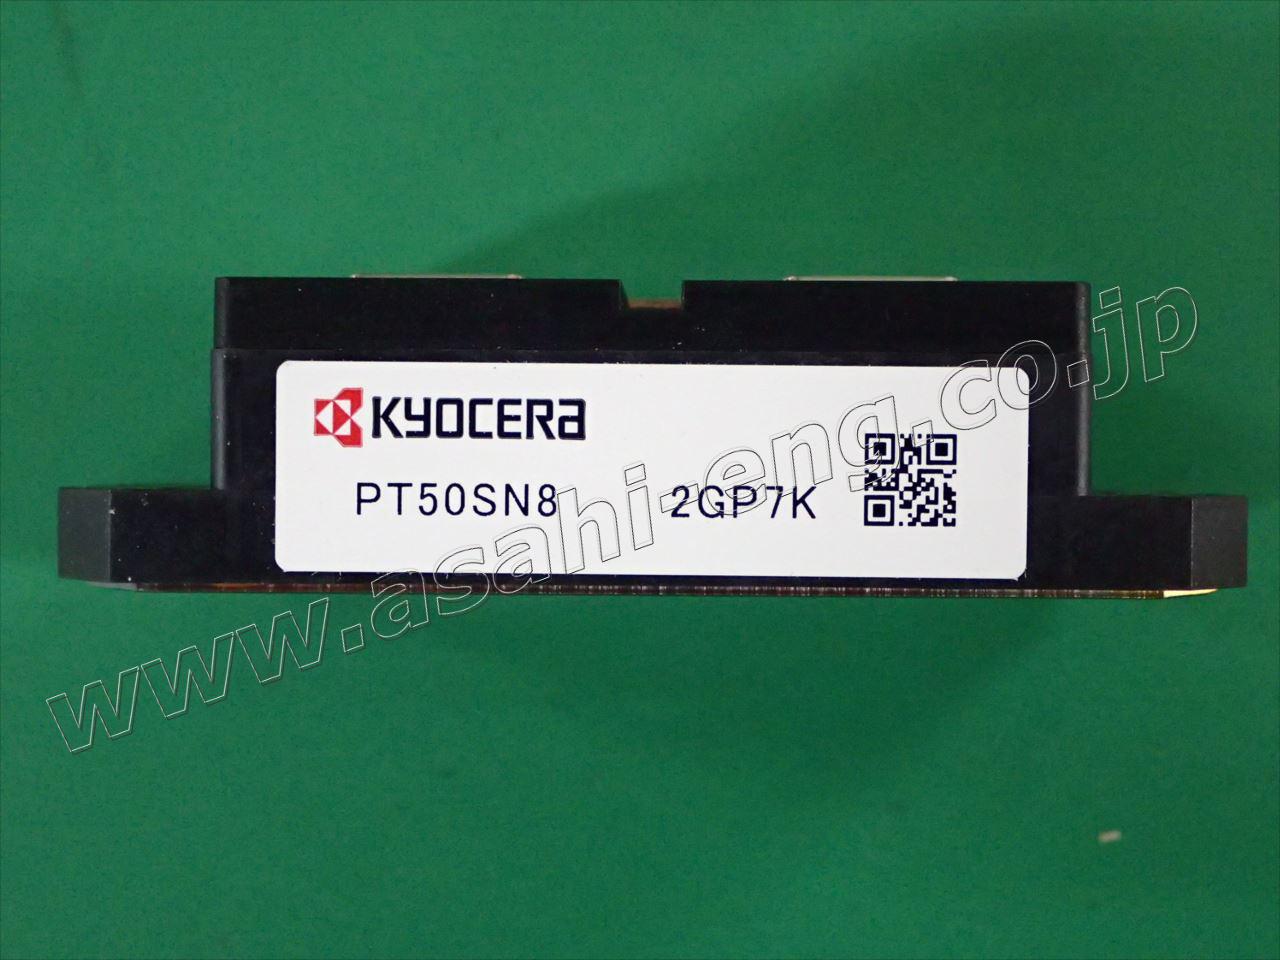 KYOCERA
PT50SN8 2GP7K
www.asahi-eng.co.jp